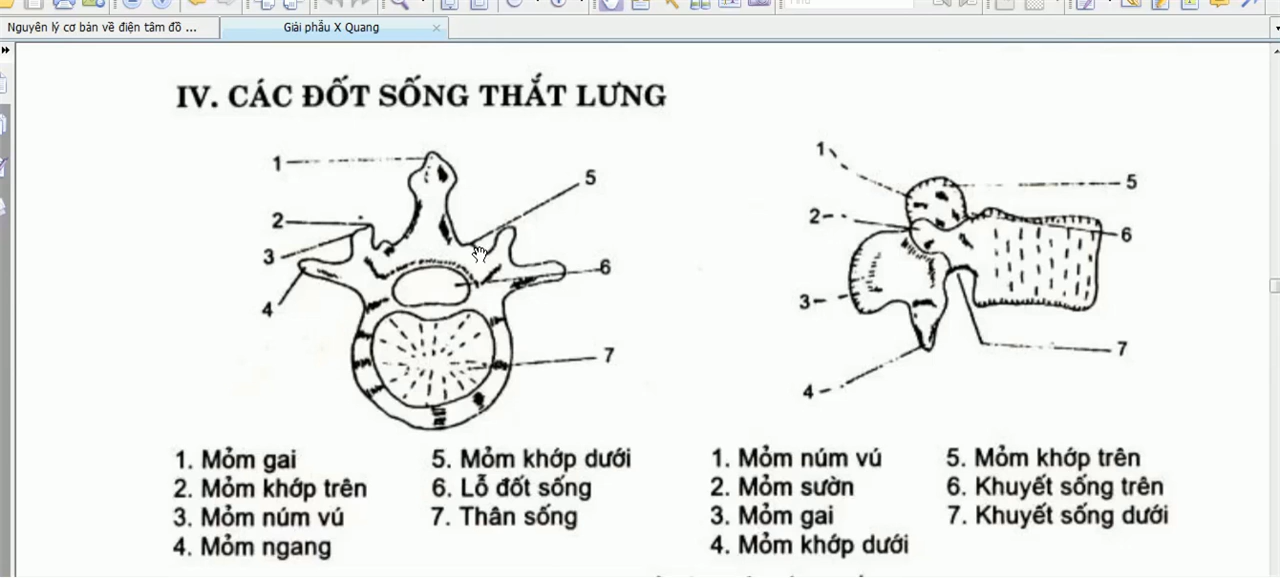 Nguyên lý cơ bản về điện tâm đồ ...
Giải phẫu X Quang
IV. CÁC ĐỐT SỐNG THẮT LƯNG
1
2
3
4
5
6
7
1
2
3
4
5
6
7
1. Mỏm gai
2. Mỏm khớp trên
3. Mỏm núm vú
4. Mỏm ngang
5. Mỏm khớp dưới
6. Lỗ đốt sống
7. Thân sống
1. Mỏm núm vú
2. Mỏm sườn
3. Mỏm gai
4. Mỏm khớp dưới
5. Mỏm khớp trên
6. Khuyết sống trên
7. Khuyết sống dưới